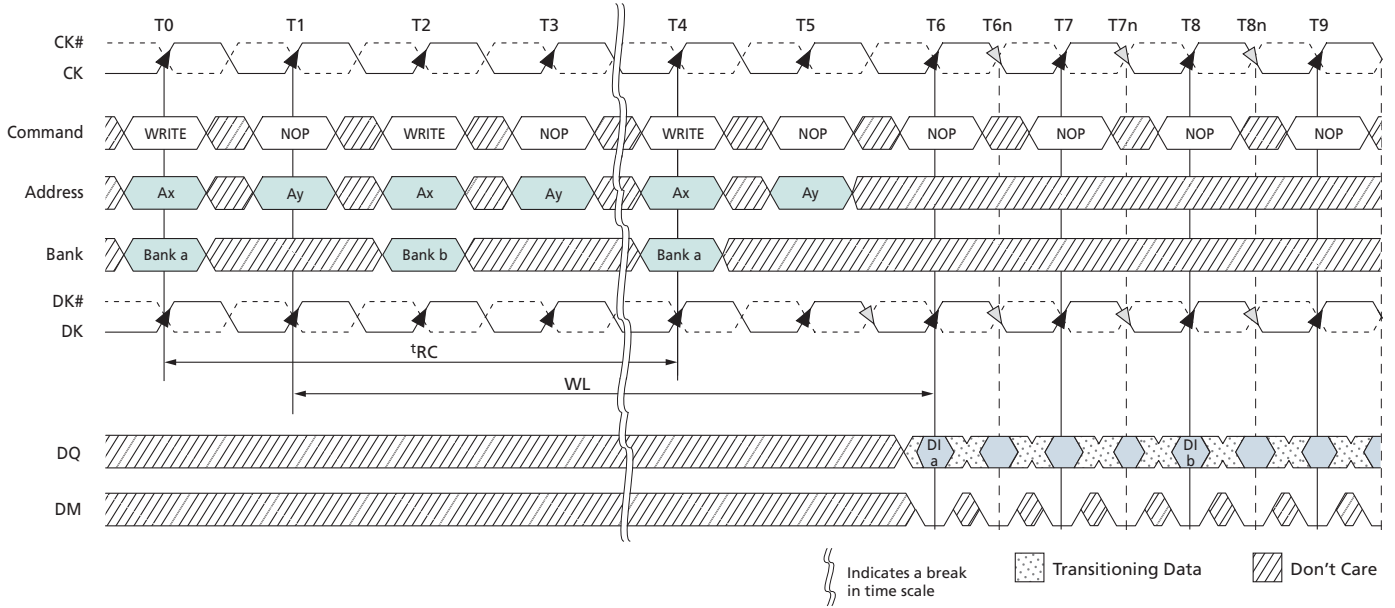 T0 T1 T2 T3 T4 T5 T6 T6n T7 T7n T8 T8n T9
CK#
CK
Command WRITE NOP WRITE NOP WRITE NOP NOP NOP NOP NOP
Address Ax Ay Ax Ay Ax Ay
Bank Bank a Bank b Bank a
DK#
DK
tRC
WL
DQ DI a DI b
DM
Indicates a break
in time scale
Transitioning Data
Don't Care